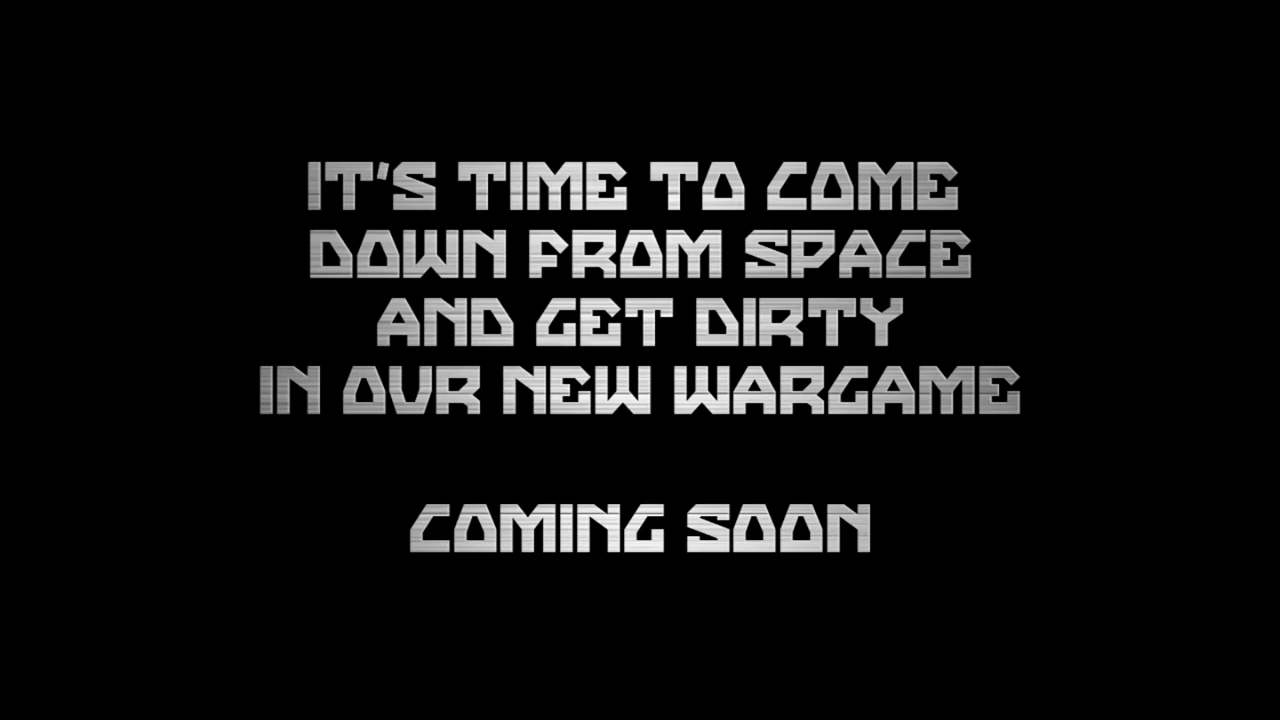 IT'S TIME TO COME
DOWN FROM SPACE
AND GET DIRTY
IN OUR NEW WARGAME
COMING SOON